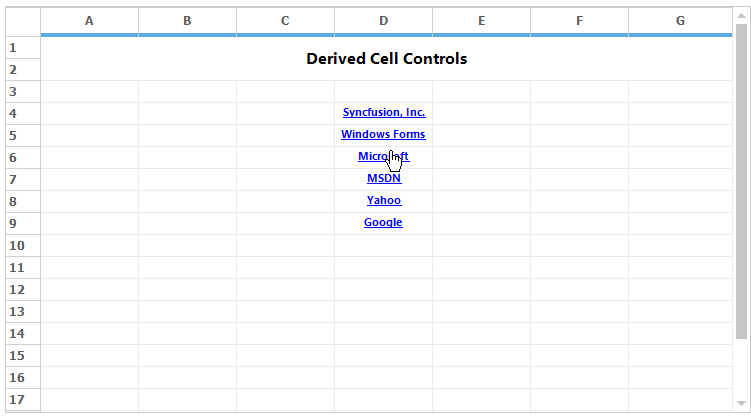 A B C D E F G
1
Derived Cell Controls
2
3
4 Syncfusion, Inc.
5 Windows Forms
6 Microsoft
7 MSDN
8 Yahoo
9 Google
10
11
12
13
14
15
16
17